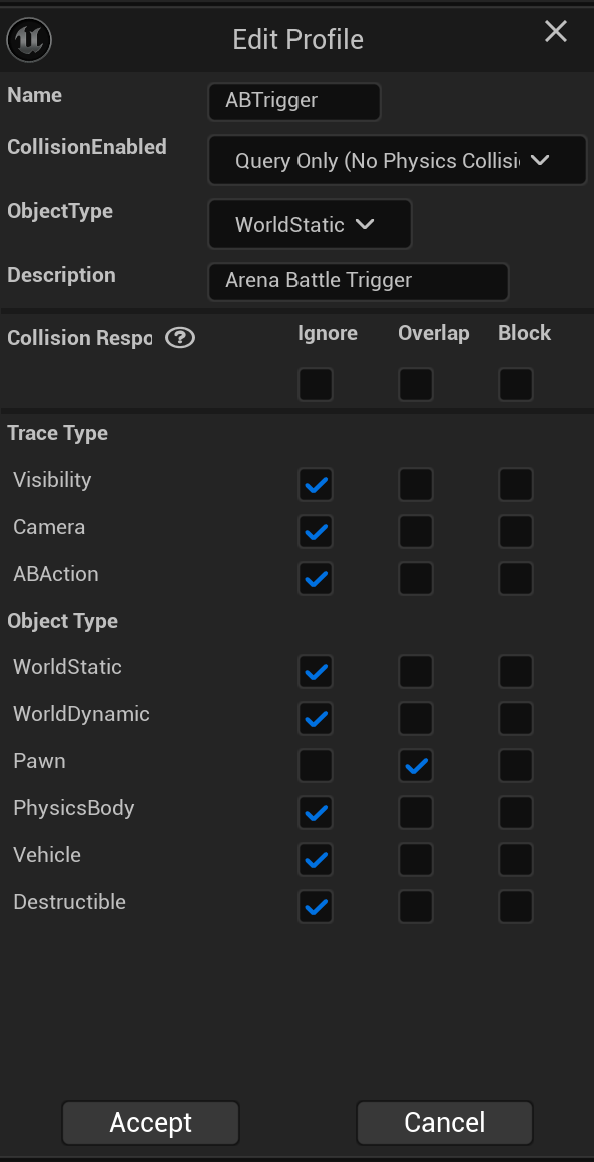 Edit Profile
Name ABTrigger
CollisionEnabled Query Only (No Physics Collisi
ObjectType WorldStatic
Description Arena Battle Trigger
Collision Respo ? Ignore Overlap Block
Trace Type
Visibility
Camera
ABAction
Object Type
WorldStatic
WorldDynamic
Pawn
PhysicsBody
Vehicle
Destructible
Accept Cancel